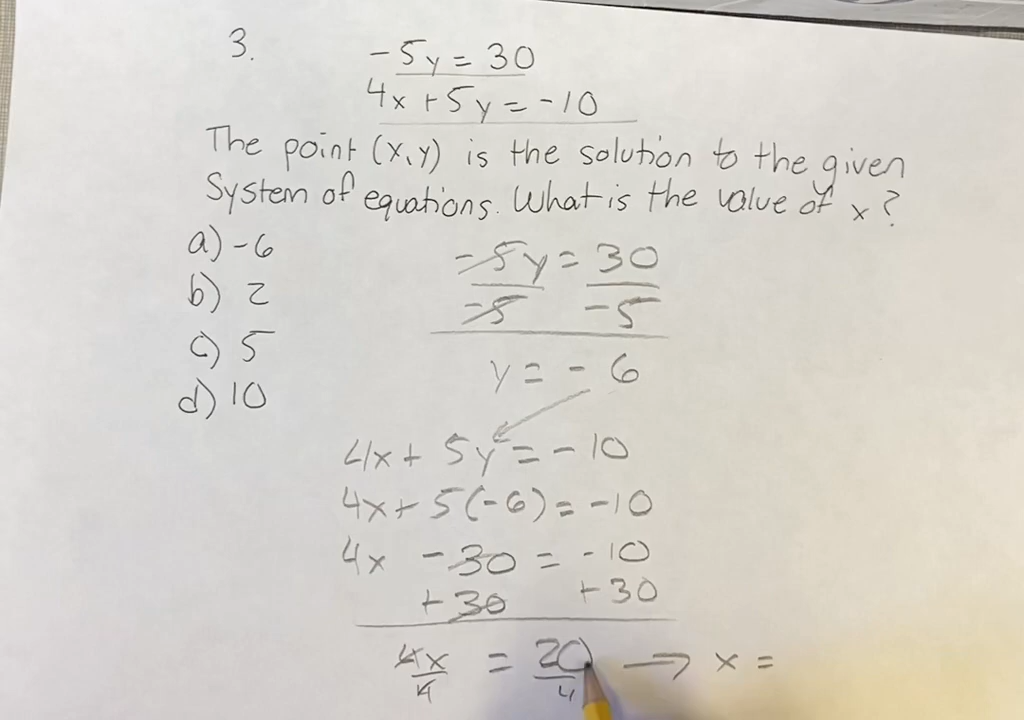 3.
-5y = 30
4x + 5y = -10
The point (x,y) is the solution to the given
System of equations. What is the value of x?
a) -6
b) 2
c) 5
d) 10
-5y = 30
-5 -5
y = - 6
4x + 5y = - 10
4x + 5(-6) = -10
4x - 30 = -10
+ 30 + 30
4x = 20 → x =
4 4